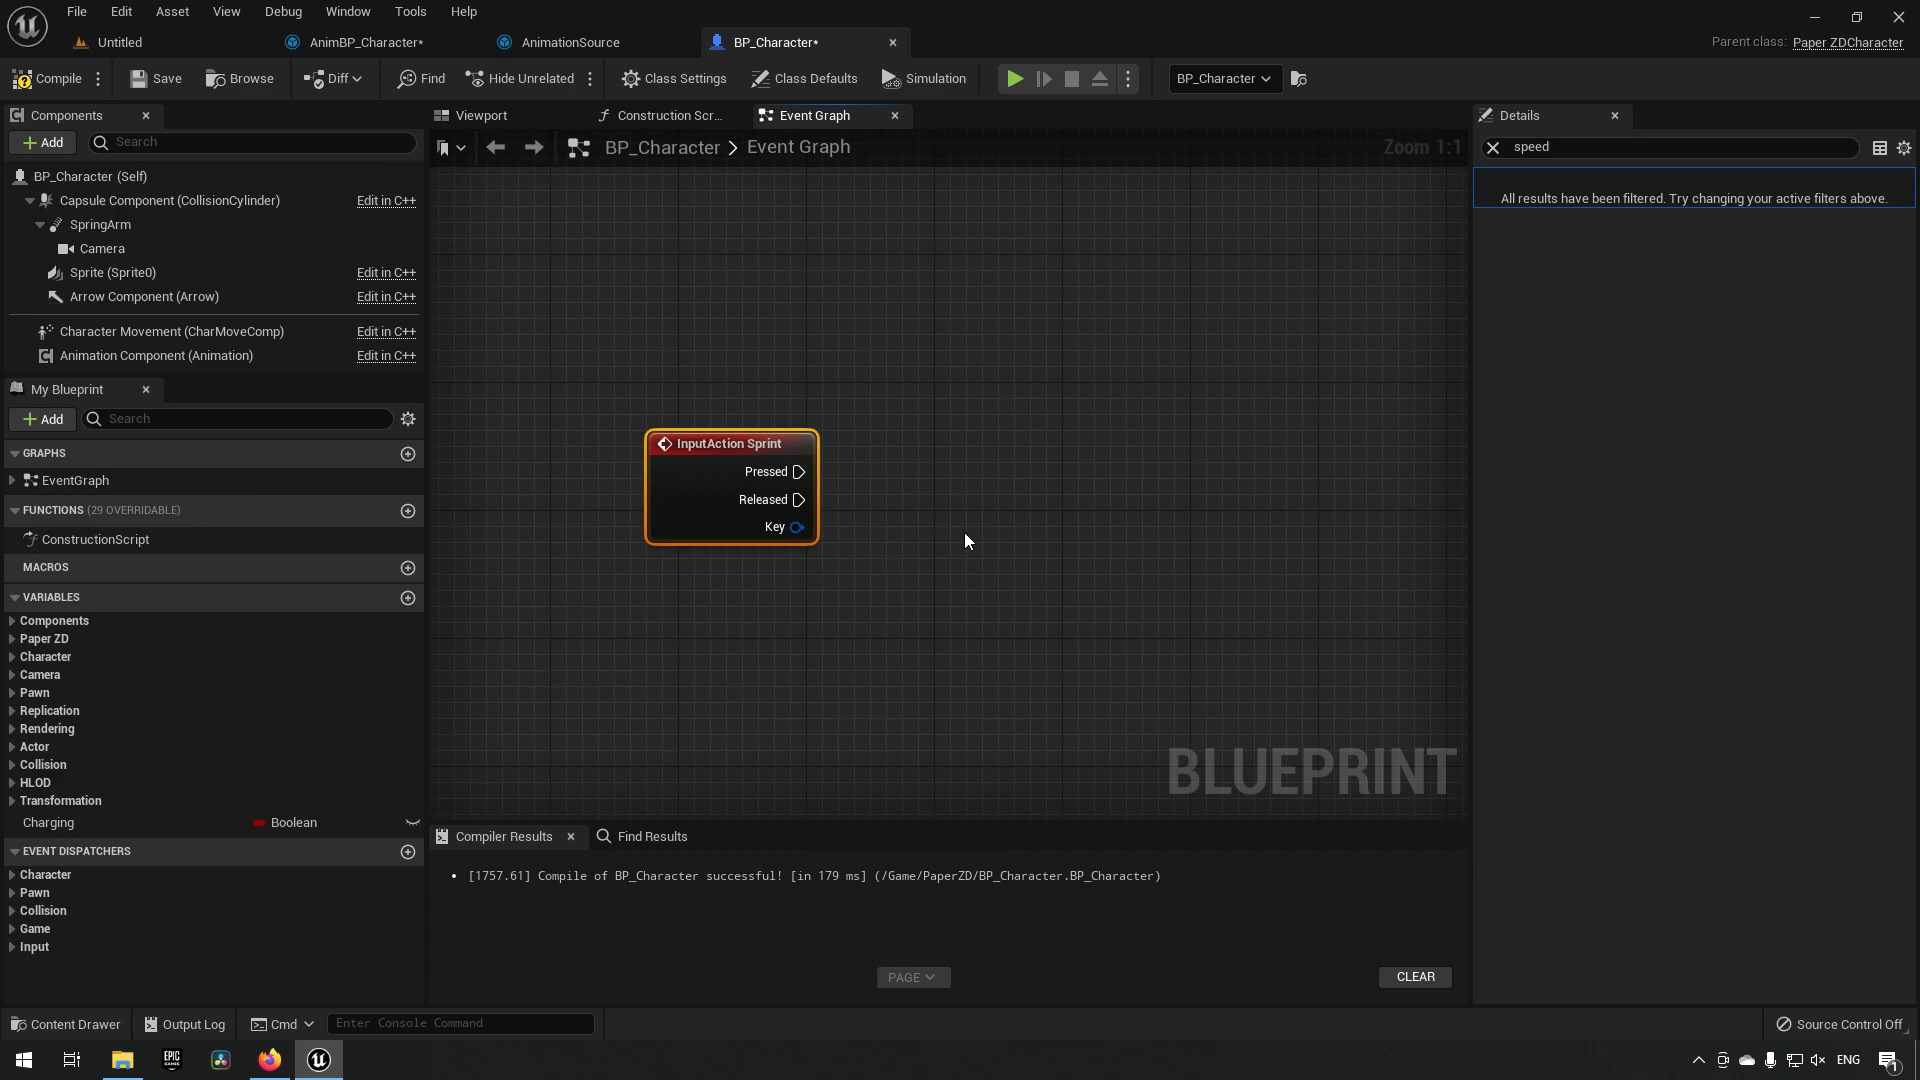 File Edit Asset View Debug Window Tools Help
Untitled
AnimBP_Character*
AnimationSource
BP_Character*
Parent class: Paper ZDCharacter
Compile
Save
Browse
Diff
Find
Hide Unrelated
Class Settings
Class Defaults
Simulation
BP_Character
Components
Add
Search
BP_Character (Self)
Capsule Component (CollisionCylinder) Edit in C++
SpringArm
Camera
Sprite (Sprite0) Edit in C++
Arrow Component (Arrow) Edit in C++
Character Movement (CharMoveComp) Edit in C++
Animation Component (Animation) Edit in C++
My Blueprint
Add
Search
GRAPHS
EventGraph
FUNCTIONS (29 OVERRIDABLE)
ConstructionScript
MACROS
VARIABLES
Components
Paper ZD
Character
Camera
Pawn
Replication
Rendering
Actor
Collision
HLOD
Transformation
Charging Boolean
EVENT DISPATCHERS
Character
Pawn
Collision
Game
Input
Viewport
Construction Scr...
Event Graph
BP_Character > Event Graph
Zoom 1:1
InputAction Sprint
Pressed
Released
Key
BLUEPRINT
Compiler Results
Find Results
[1757.61] Compile of BP_Character successful! [in 179 ms] (/Game/PaperZD/BP_Character.BP_Character)
PAGE
CLEAR
Details
speed
All results have been filtered. Try changing your active filters above.
Content Drawer
Output Log
Cmd
Enter Console Command
Source Control Off
EPIC GAMES
ENG
1